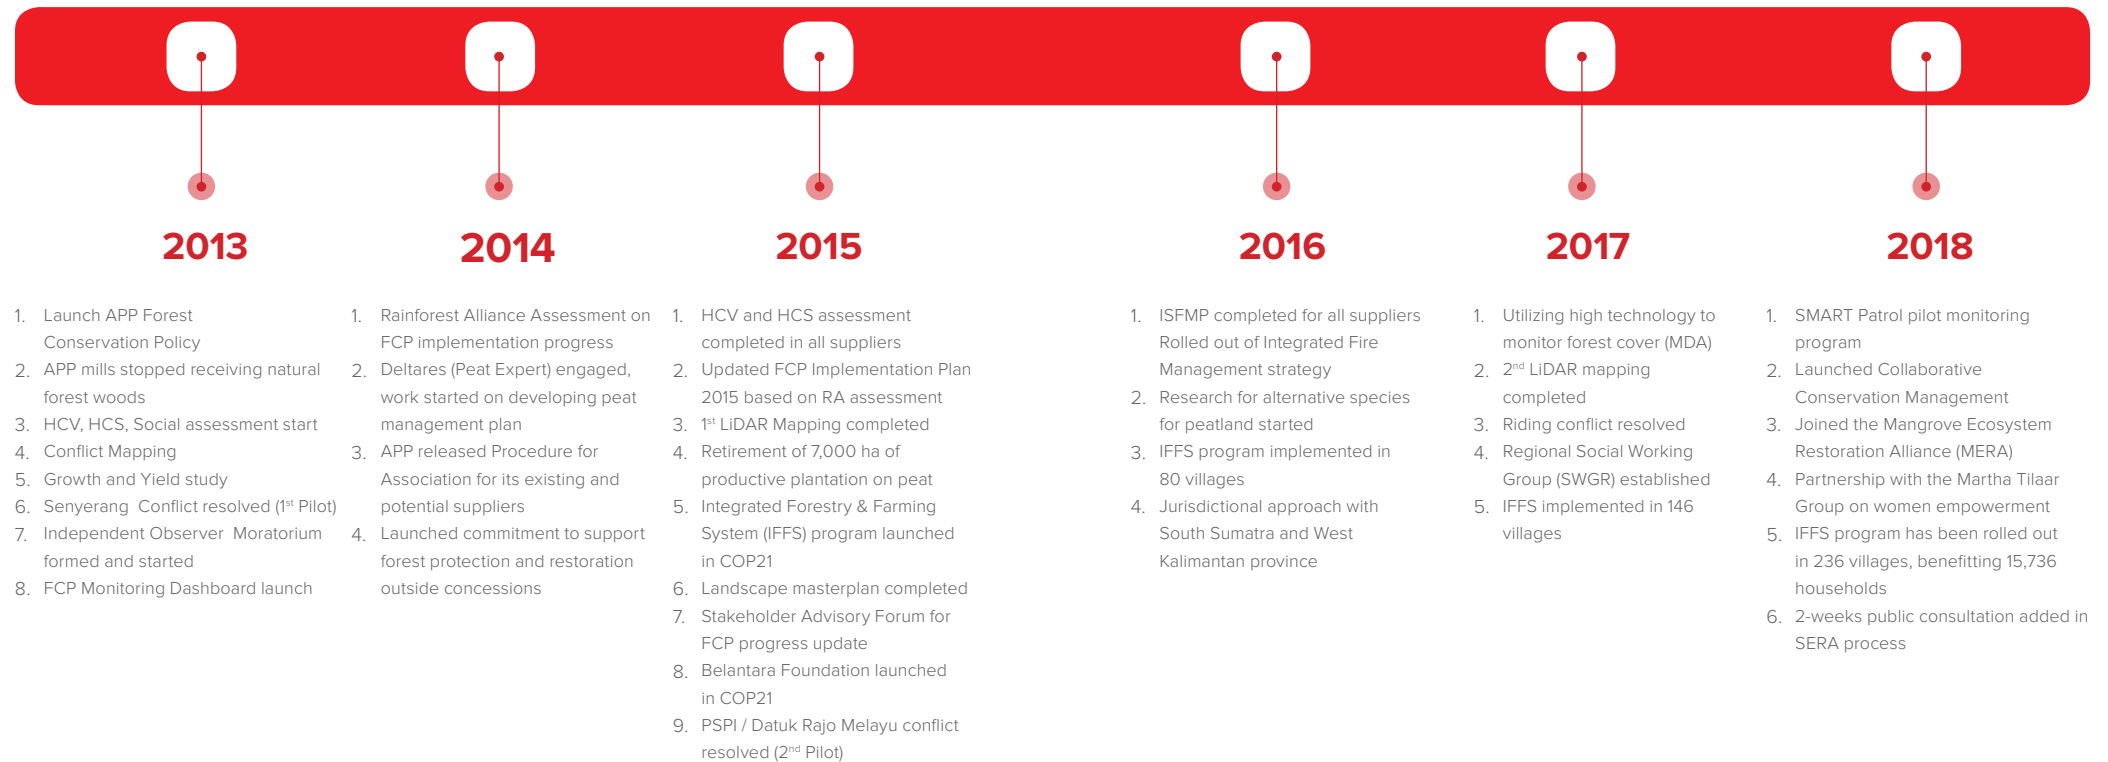 2013
1. Launch APP Forest
Conservation Policy
2. APP mills stopped receiving natural
forest woods
3. HCV, HCS, Social assessment start
4. Conflict Mapping
5. Growth and Yield study
6. Senyerang Conflict resolved (1st Pilot)
7. Independent Observer Moratorium
formed and started
8. FCP Monitoring Dashboard launch
2014
1. Rainforest Alliance Assessment on
FCP implementation progress
2. Deltares (Peat Expert) engaged,
work started on developing peat
management plan
3. APP released Procedure for
Association for its existing and
potential suppliers
4. Launched commitment to support
forest protection and restoration
outside concessions
2015
1. HCV and HCS assessment
completed in all suppliers
2. Updated FCP Implementation Plan
2015 based on RA assessment
3. 1st LiDAR Mapping completed
4. Retirement of 7,000 ha of
productive plantation on peat
5. Integrated Forestry & Farming
System (IFFS) program launched
in COP21
6. Landscape masterplan completed
7. Stakeholder Advisory Forum for
FCP progress update
8. Belantara Foundation launched
in COP21
9. PSPI / Datuk Rajo Melayu conflict
resolved (2nd Pilot)
2016
1. ISFMP completed for all suppliers
Rolled out of Integrated Fire
Management strategy
2. Research for alternative species
for peatland started
3. IFFS program implemented in
80 villages
4. Jurisdictional approach with
South Sumatra and West
Kalimantan province
2017
1. Utilizing high technology to
monitor forest cover (MDA)
2. 2nd LiDAR mapping
completed
3. Riding conflict resolved
4. Regional Social Working
Group (SWGR) established
5. IFFS implemented in 146
villages
2018
1. SMART Patrol pilot monitoring
program
2. Launched Collaborative
Conservation Management
3. Joined the Mangrove Ecosystem
Restoration Alliance (MERA)
4. Partnership with the Martha Tilaar
Group on women empowerment
5. IFFS program has been rolled out
in 236 villages, benefitting 15,736
households
6. 2-weeks public consultation added in
SERA process